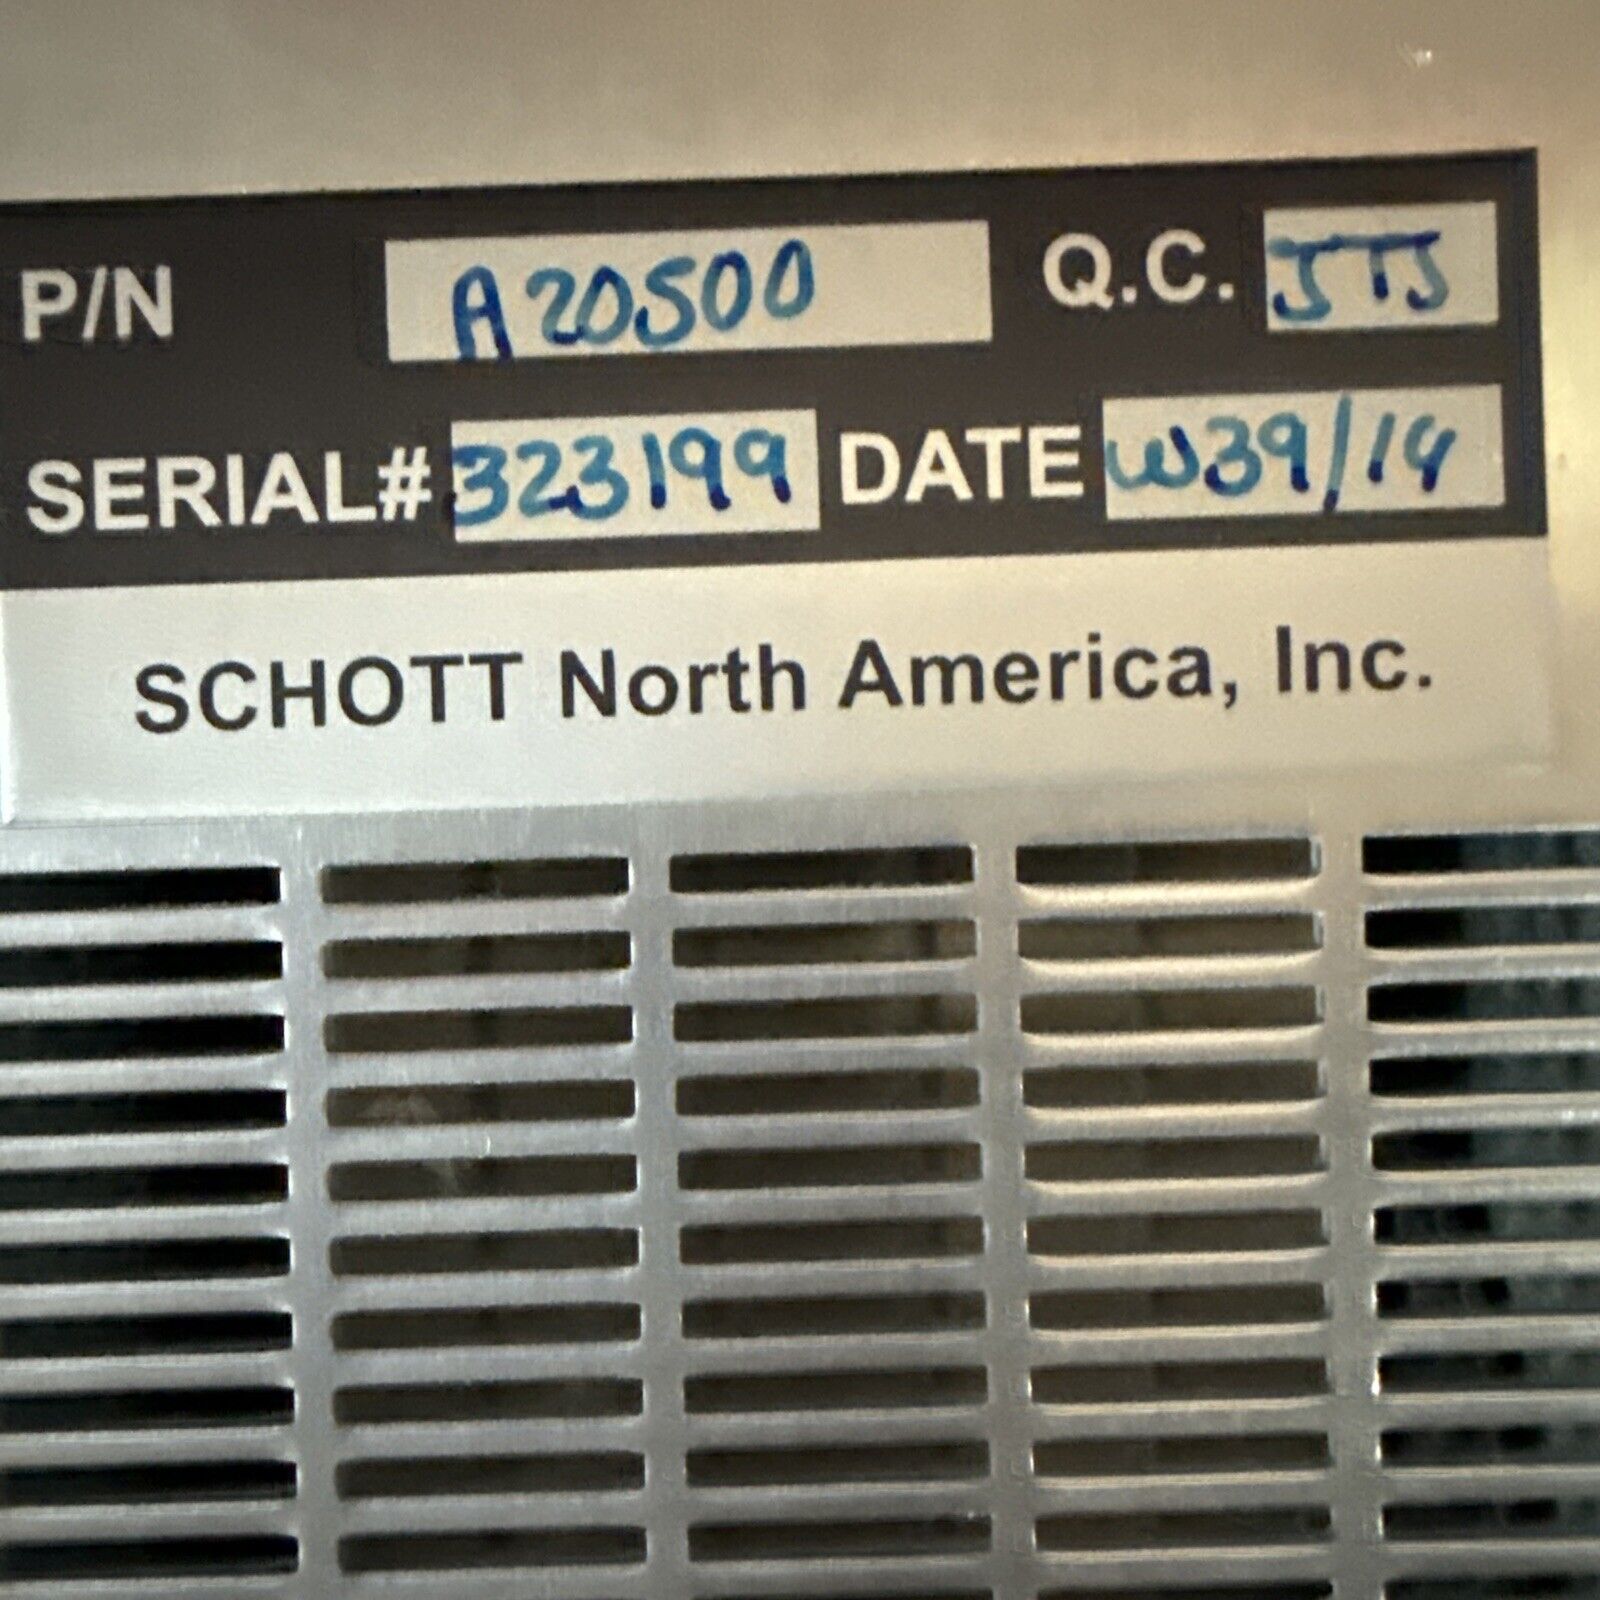 P/N A20500 Q.C. JTJ
SERIAL# 323199 DATE W39/14
SCHOTT North America, Inc.